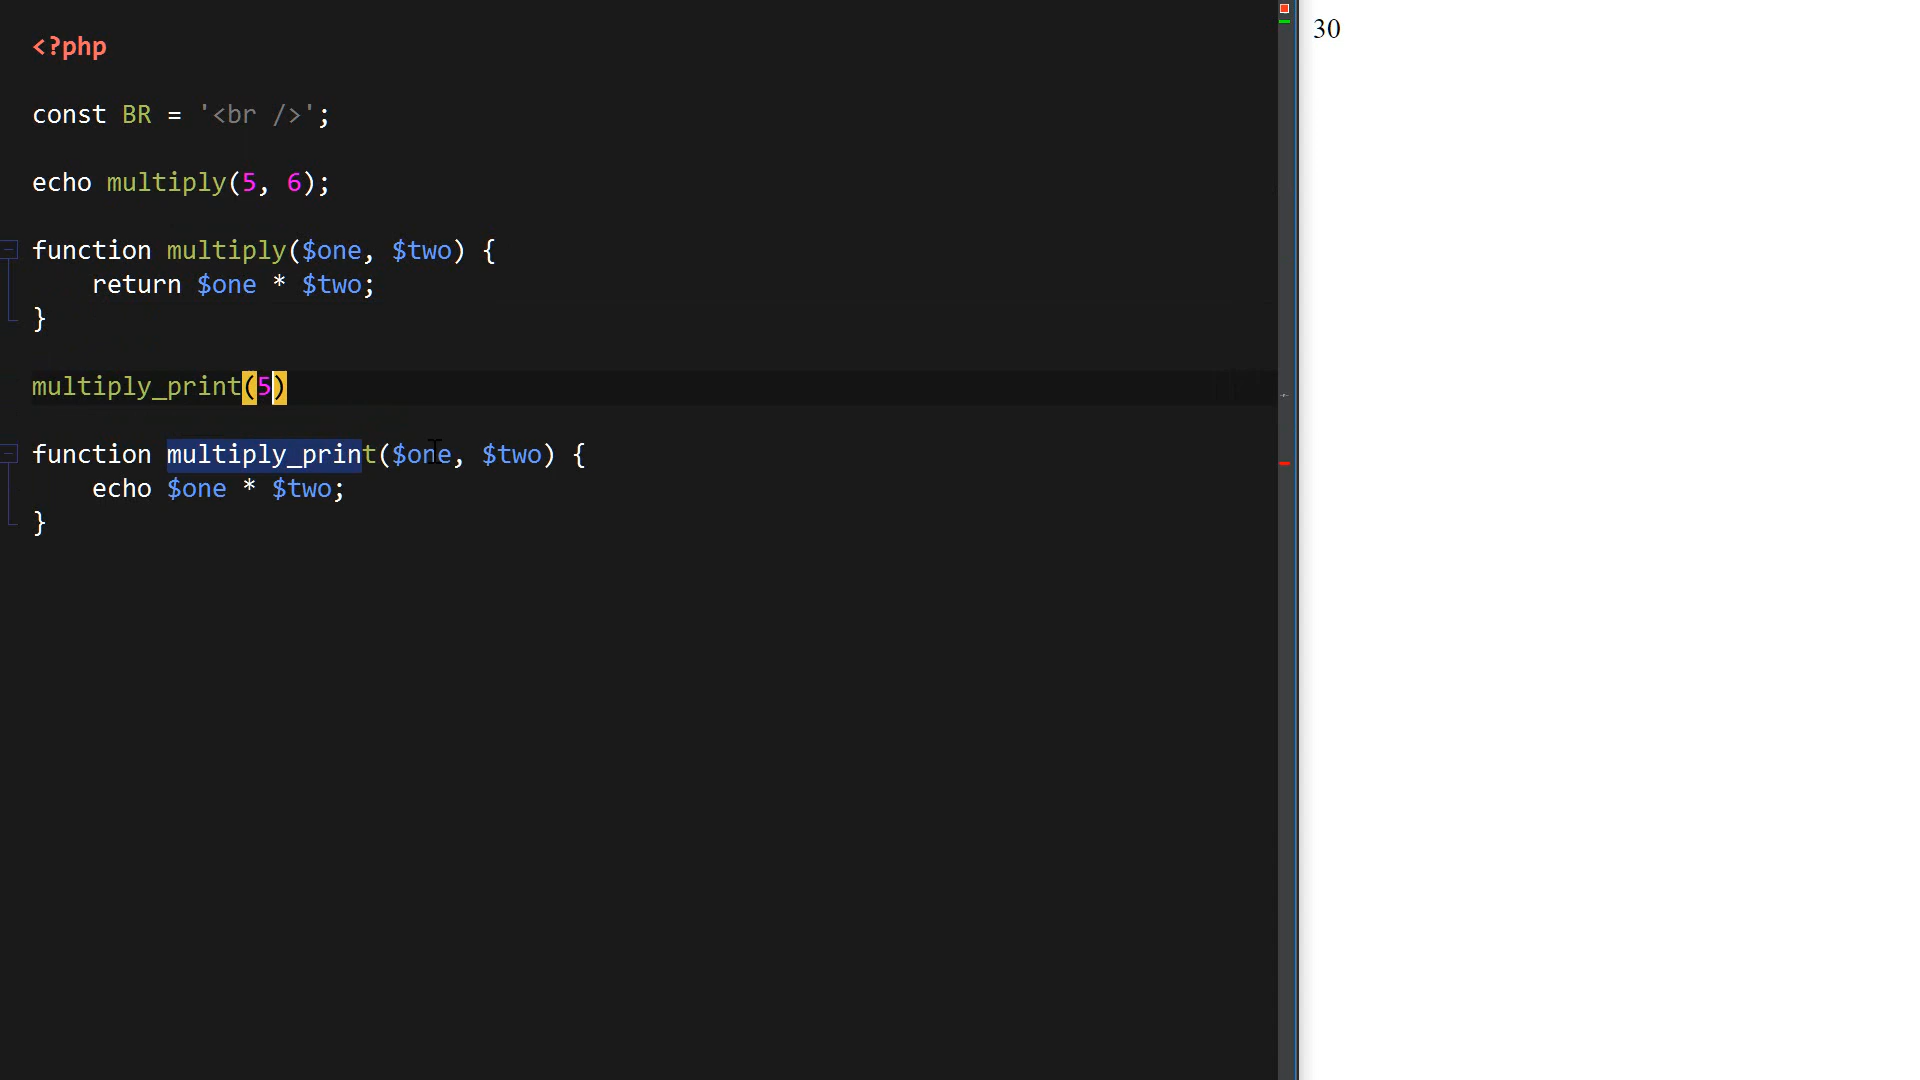 <?php
const BR = '<br />';
echo multiply(5, 6);
function multiply($one, $two) {
    return $one * $two;
}
multiply_print(5)
function multiply_print($one, $two) {
    echo $one * $two;
}
30